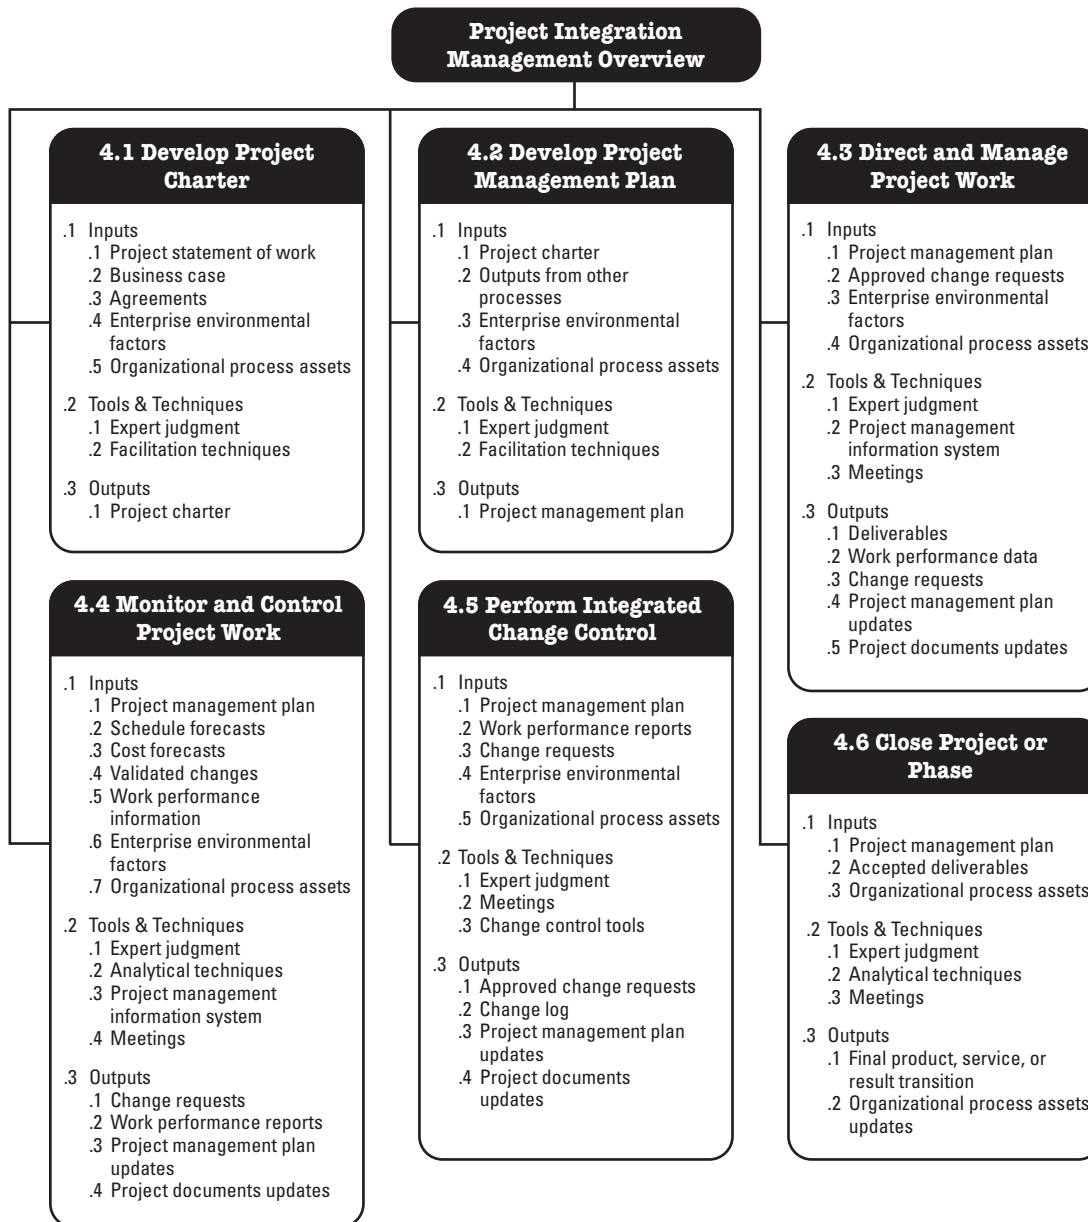 Project Integration
Management Overview
4.1 Develop Project
Charter
.1 Inputs
.1 Project statement of work
.2 Business case
.3 Agreements
.4 Enterprise environmental
factors
.5 Organizational process assets
.2 Tools & Techniques
.1 Expert judgment
.2 Facilitation techniques
.3 Outputs
.1 Project charter
4.2 Develop Project
Management Plan
.1 Inputs
.1 Project charter
.2 Outputs from other
processes
.3 Enterprise environmental
factors
.4 Organizational process assets
.2 Tools & Techniques
.1 Expert judgment
.2 Facilitation techniques
.3 Outputs
.1 Project management plan
4.3 Direct and Manage
Project Work
.1 Inputs
.1 Project management plan
.2 Approved change requests
.3 Enterprise environmental
factors
.4 Organizational process assets
.2 Tools & Techniques
.1 Expert judgment
.2 Project management
information system
.3 Meetings
.3 Outputs
.1 Deliverables
.2 Work performance data
.3 Change requests
.4 Project management plan
updates
.5 Project documents updates
4.4 Monitor and Control
Project Work
.1 Inputs
.1 Project management plan
.2 Schedule forecasts
.3 Cost forecasts
.4 Validated changes
.5 Work performance
information
.6 Enterprise environmental
factors
.7 Organizational process assets
.2 Tools & Techniques
.1 Expert judgment
.2 Analytical techniques
.3 Project management
information system
.4 Meetings
.3 Outputs
.1 Change requests
.2 Work performance reports
.3 Project management plan
updates
.4 Project documents updates
4.5 Perform Integrated
Change Control
.1 Inputs
.1 Project management plan
.2 Work performance reports
.3 Change requests
.4 Enterprise environmental
factors
.5 Organizational process assets
.2 Tools & Techniques
.1 Expert judgment
.2 Meetings
.3 Change control tools
.3 Outputs
.1 Approved change requests
.2 Change log
.3 Project management plan
updates
.4 Project documents
updates
4.6 Close Project or
Phase
.1 Inputs
.1 Project management plan
.2 Accepted deliverables
.3 Organizational process assets
.2 Tools & Techniques
.1 Expert judgment
.2 Analytical techniques
.3 Meetings
.3 Outputs
.1 Final product, service, or
result transition
.2 Organizational process assets
updates